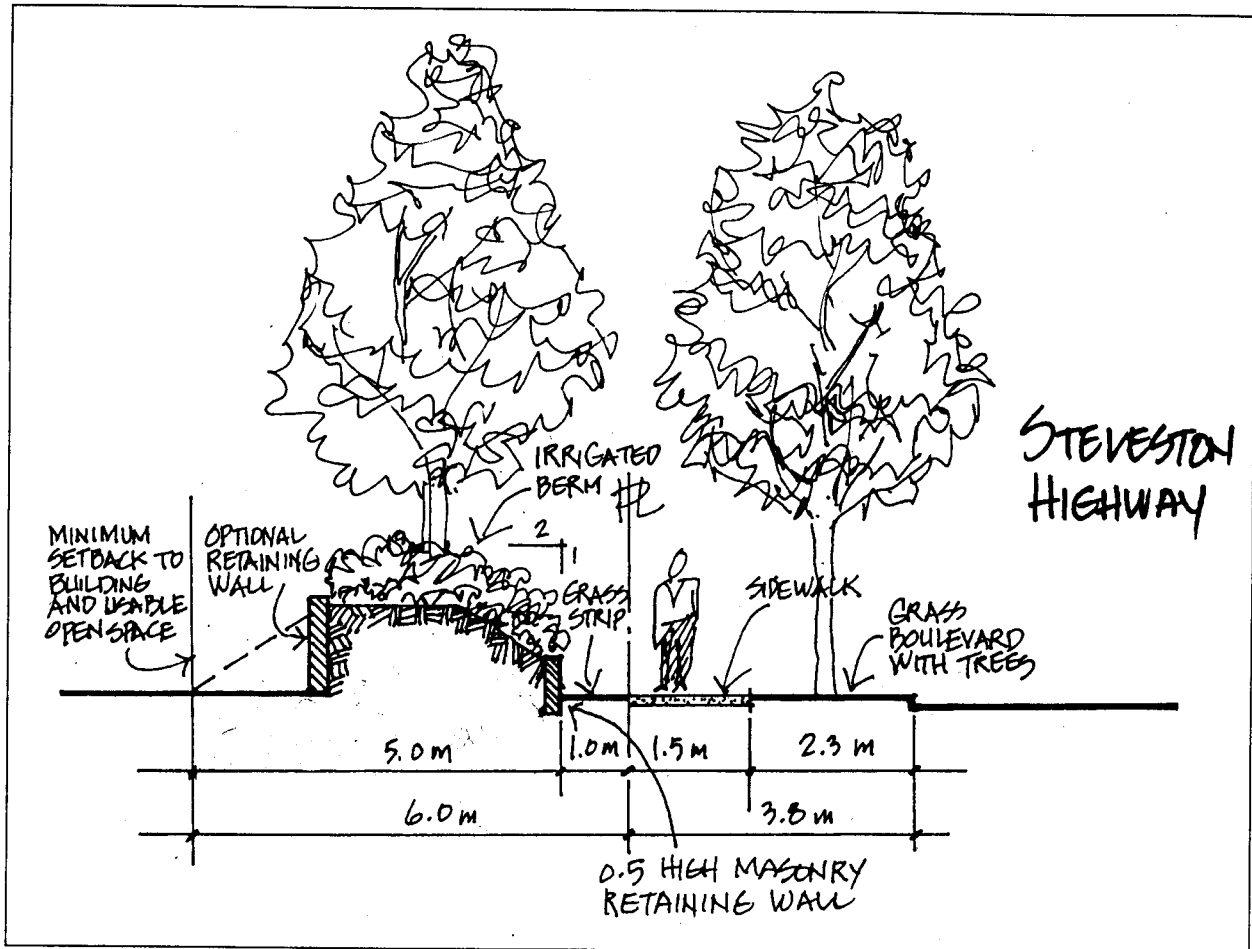 STEVESTON
HIGHWAY
IRRIGATED
BERM
PL
MINIMUM
SETBACK TO
BUILDING
AND USABLE
OPEN SPACE
OPTIONAL
RETAINING
WALL
2
1
GRASS
STRIP
SIDEWALK
GRASS
BOULEVARD
WITH TREES
5.0 m
1.0 m
1.5 m
2.3 m
6.0 m
3.8 m
0.5 HIGH MASONRY
RETAINING WALL